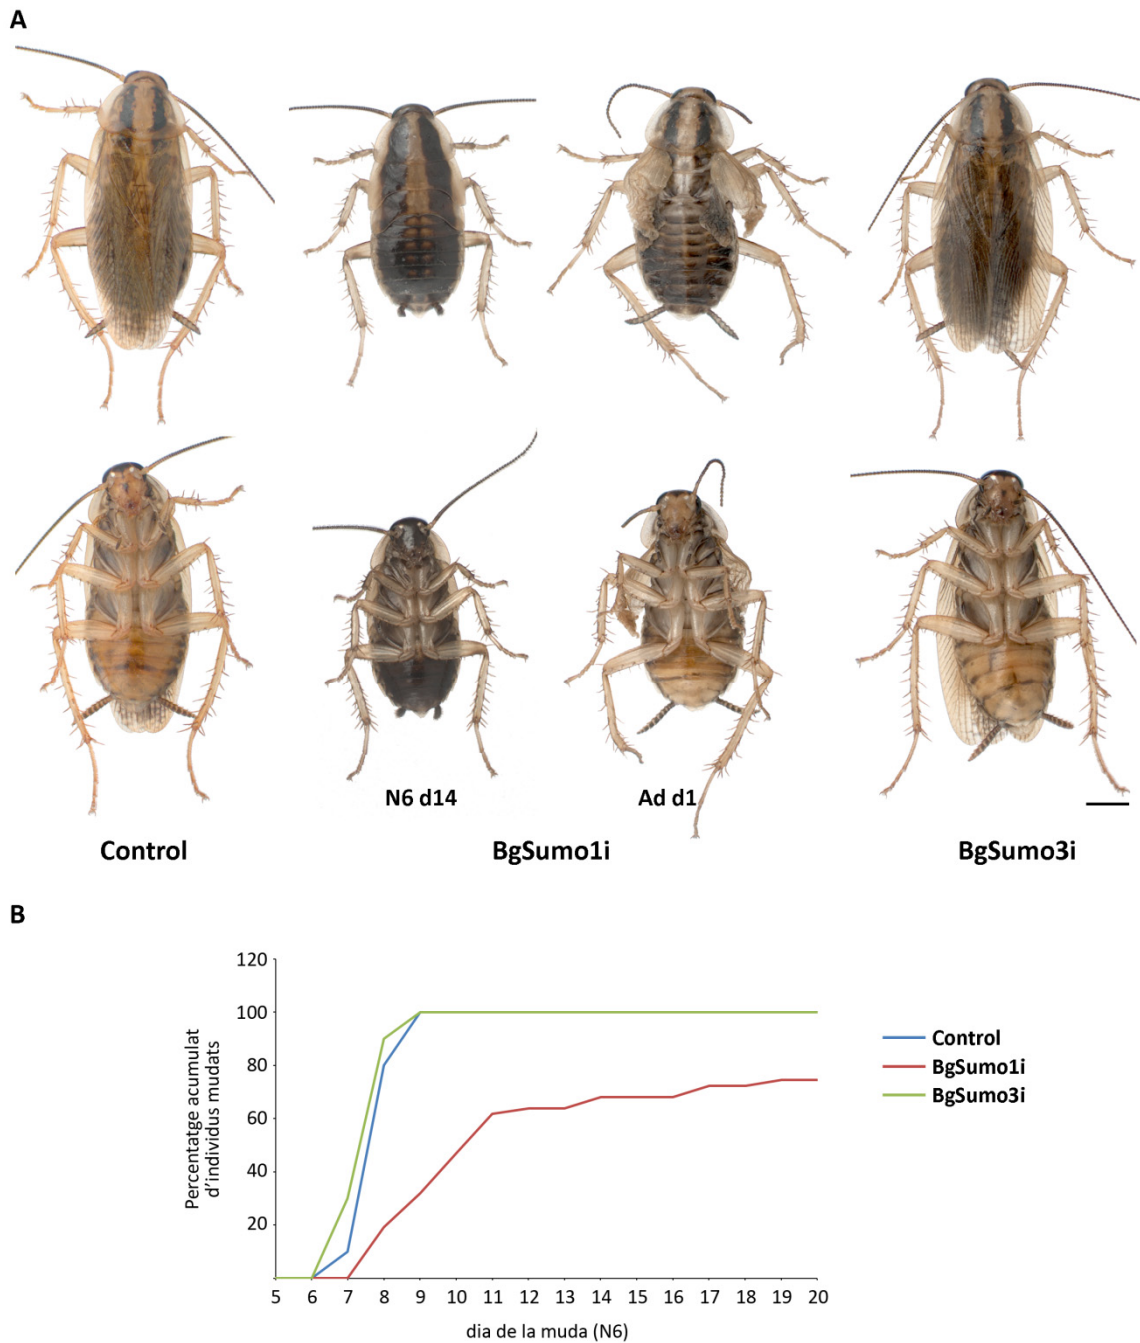 A
N6 d14
Ad d1
Control
BgSumo1i
BgSumo3i
B
Percentatge acumulat
d'individus mudats
120
100
80
60
40
20
5 6 7 8 9 10 11 12 13 14 15 16 17 18 19 20
dia de la muda (N6)
Control
BgSumo1i
BgSumo3i